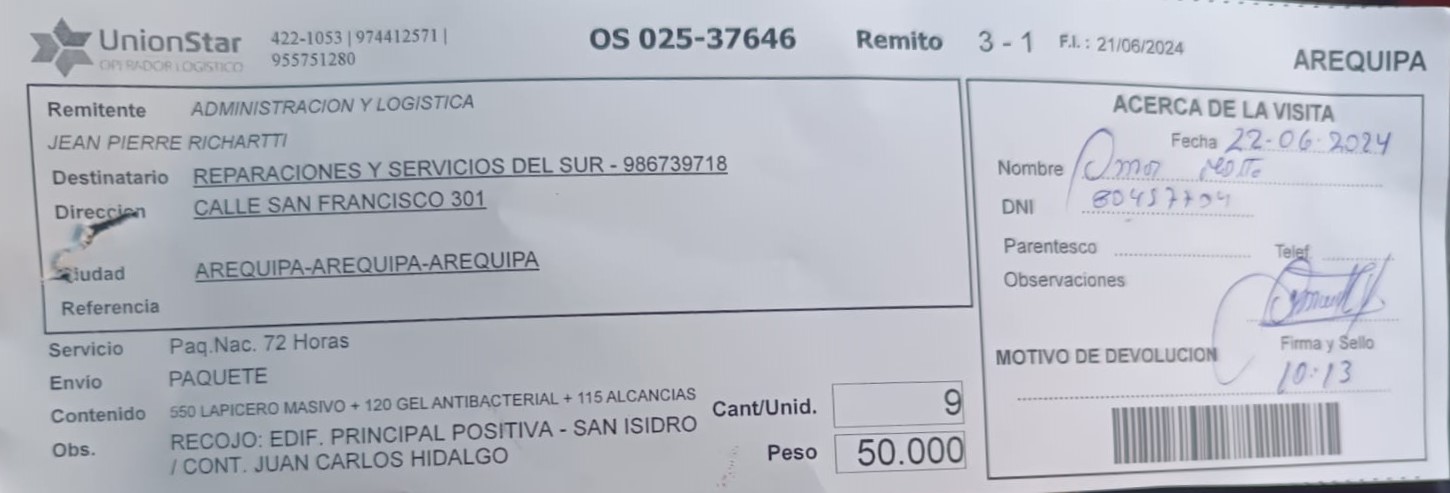 UnionStar
OPERADOR LOGISTICO
422-1053 | 974412571 |
955751280
OS 025-37646
Remito 3 - 1
F.I. : 21/06/2024
AREQUIPA
Remitente ADMINISTRACION Y LOGISTICA
JEAN PIERRE RICHARTTI
Destinatario REPARACIONES Y SERVICIOS DEL SUR - 986739718
Direccion CALLE SAN FRANCISCO 301
Ciudad AREQUIPA-AREQUIPA-AREQUIPA
Referencia
Servicio Paq.Nac. 72 Horas
Envío PAQUETE
Contenido 550 LAPICERO MASIVO + 120 GEL ANTIBACTERIAL + 115 ALCANCIAS
Obs. RECOJO: EDIF. PRINCIPAL POSITIVA - SAN ISIDRO
/ CONT. JUAN CARLOS HIDALGO
Cant/Unid. 9
Peso 50.000
ACERCA DE LA VISITA
Fecha 22-06-2024
Nombre Omar
DNI
Parentesco Telef.
Observaciones
Firma y Sello
MOTIVO DE DEVOLUCION
10:13